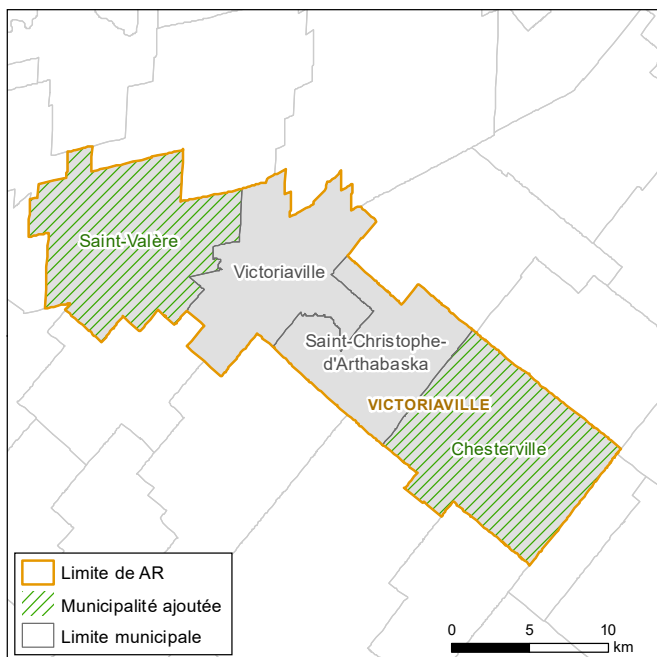 Saint-Valère
Victoriaville
Saint-Christophe-
d'Arthabaska
VICTORIAVILLE
Chesterville
Limite de AR
Municipalité ajoutée
Limite municipale
0 5 10
km